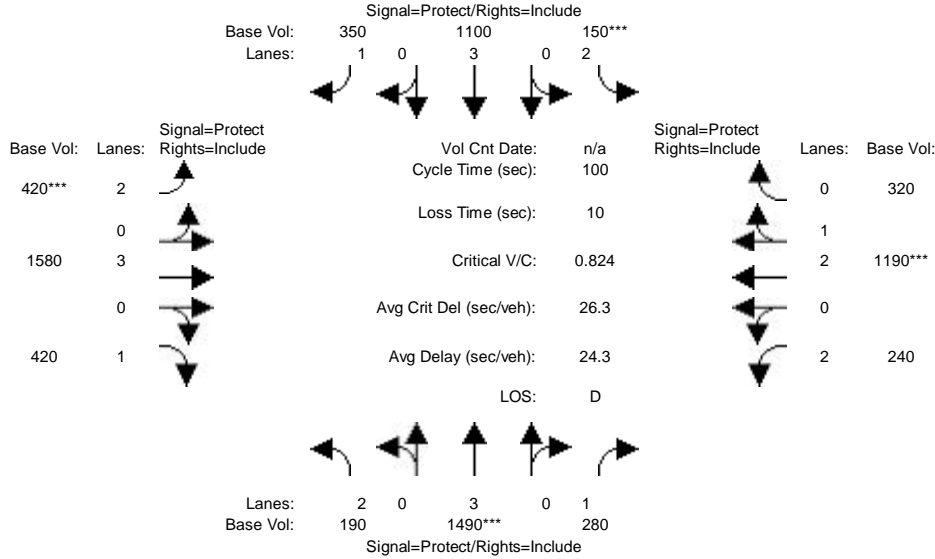 Signal=Protect/Rights=Include
Base Vol: 350 1100 150***
Lanes: 1 0 3 0 2
Signal=Protect Signal=Protect
Base Vol: Lanes: Rights=Include Vol Cnt Date: n/a Rights=Include Lanes: Base Vol:
Cycle Time (sec): 100
420*** 2 0 320
Loss Time (sec): 10
0 1
1580 3 Critical V/C: 0.824 2 1190***
0 Avg Crit Del (sec/veh): 26.3 0
420 1 Avg Delay (sec/veh): 24.3 2 240
LOS: D
Lanes: 2 0 3 0 1
Base Vol: 190 1490*** 280
Signal=Protect/Rights=Include